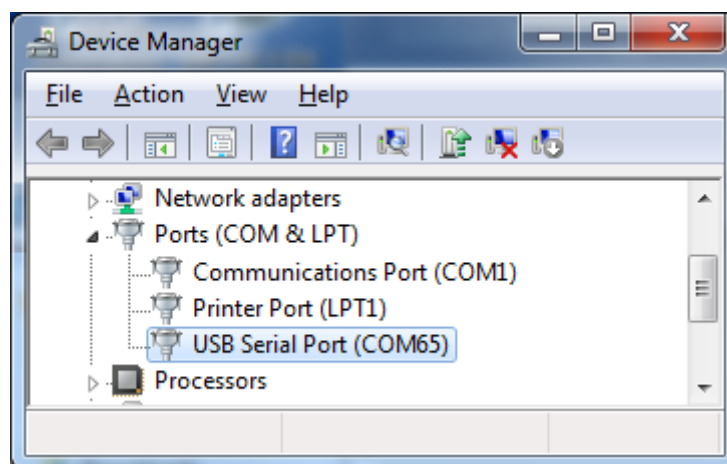 Device Manager
File Action View Help
Network adapters
Ports (COM & LPT)
Communications Port (COM1)
Printer Port (LPT1)
USB Serial Port (COM65)
Processors